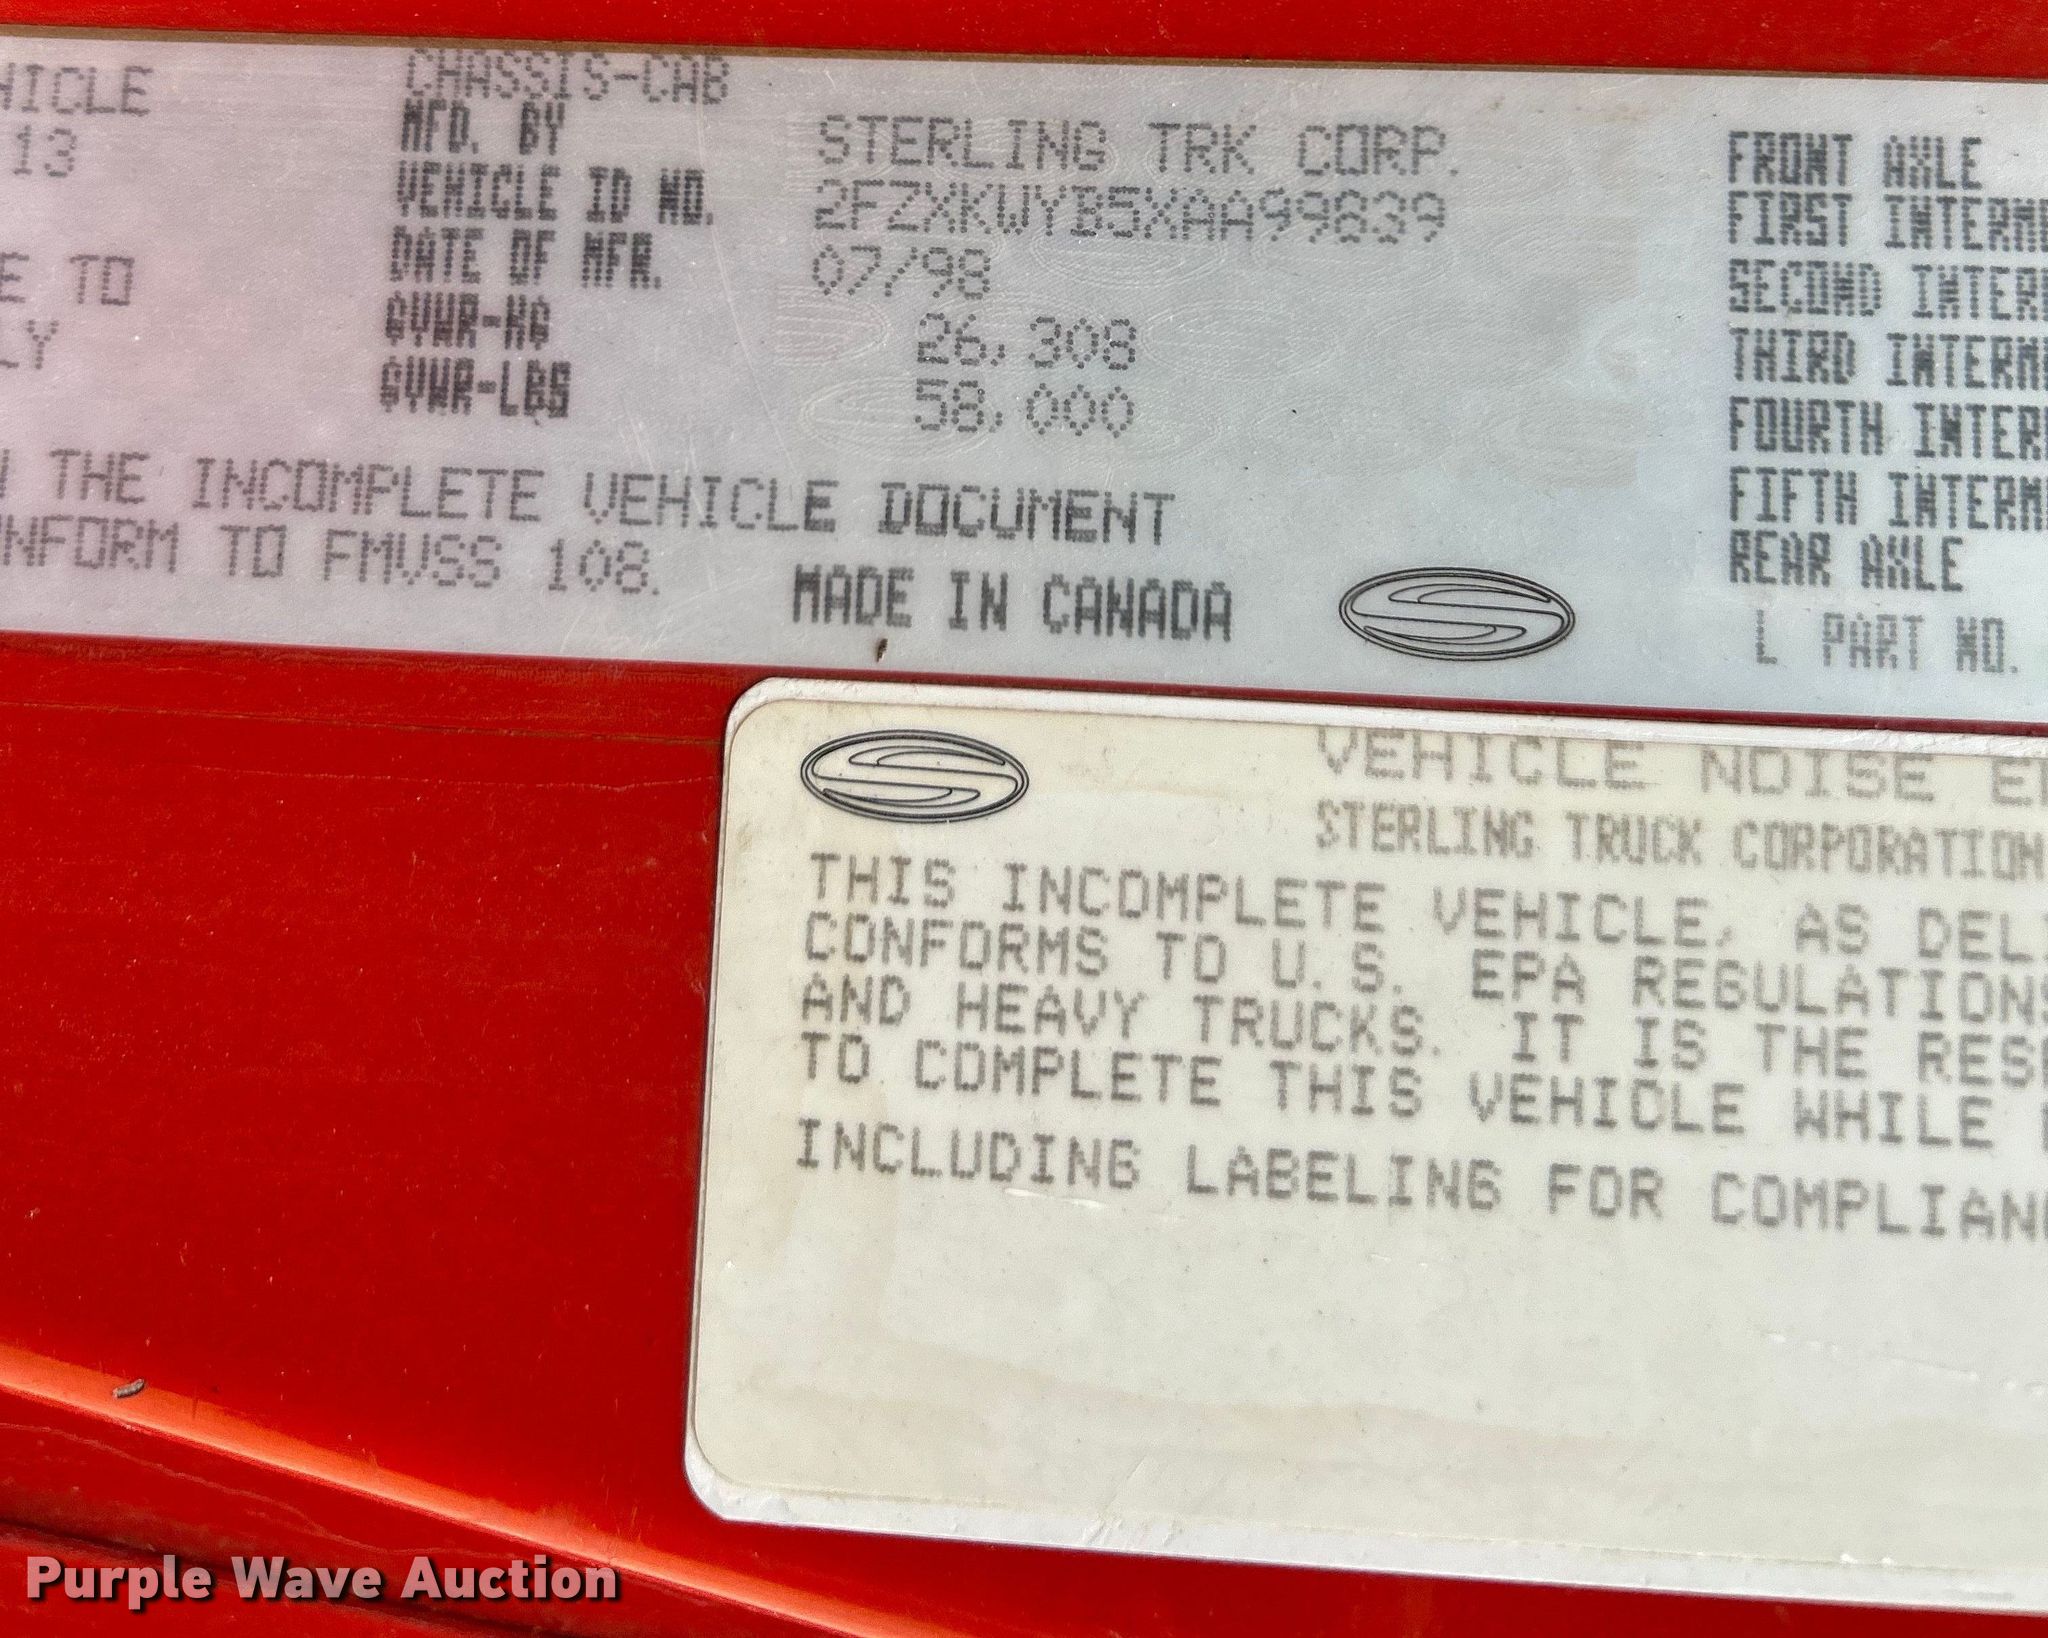 HICLE
13
E TO
LY
CHASSIS-CAB
MFD. BY STERLING TRK CORP.
VEHICLE ID NO. 2FZXKWYB5XAA99839
DATE OF MFR. 07/98
GVWR-KG 26,308
GVWR-LBS 58,000
N THE INCOMPLETE VEHICLE DOCUMENT
NFORM TO FMVSS 108.
MADE IN CANADA
FRONT AXLE
FIRST INTERM
SECOND INTER
THIRD INTERM
FOURTH INTER
FIFTH INTERM
REAR AXLE
L PART NO.
VEHICLE NOISE E
STERLING TRUCK CORPORATION
THIS INCOMPLETE VEHICLE, AS DELI
CONFORMS TO U.S. EPA REGULATIONS
AND HEAVY TRUCKS. IT IS THE RES
TO COMPLETE THIS VEHICLE WHILE
INCLUDING LABELING FOR COMPLIAN
Purple Wave Auction